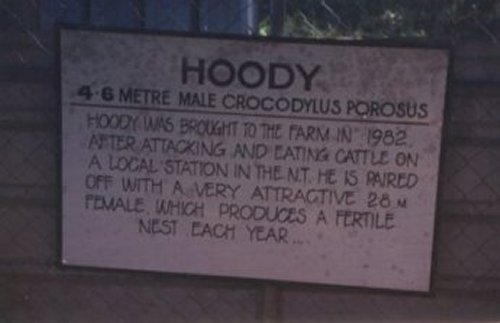 HOODY
4·6 METRE MALE CROCODYLUS POROSUS
HOODY WAS BROUGHT TO THE FARM IN 1982,
AFTER ATTACKING AND EATING CATTLE ON
A LOCAL STATION IN THE N.T. HE IS PAIRED
OFF WITH A VERY ATTRACTIVE 2.8 M
FEMALE, WHICH PRODUCES A FERTILE
NEST EACH YEAR...